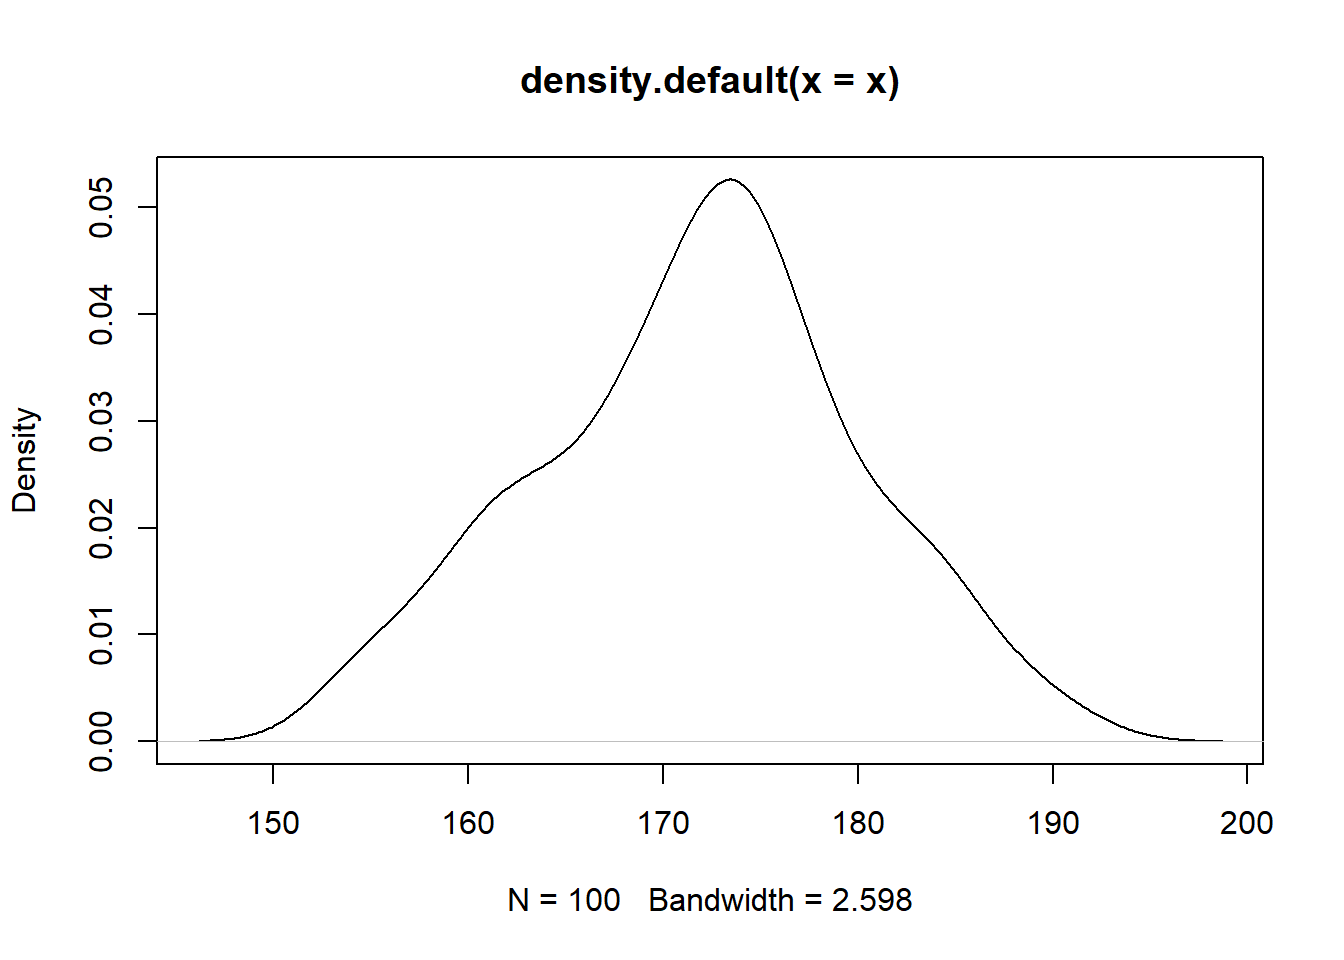 density.default(x = x)
Density
0.00
0.01
0.02
0.03
0.04
0.05
150 160 170 180 190 200
N = 100   Bandwidth = 2.598